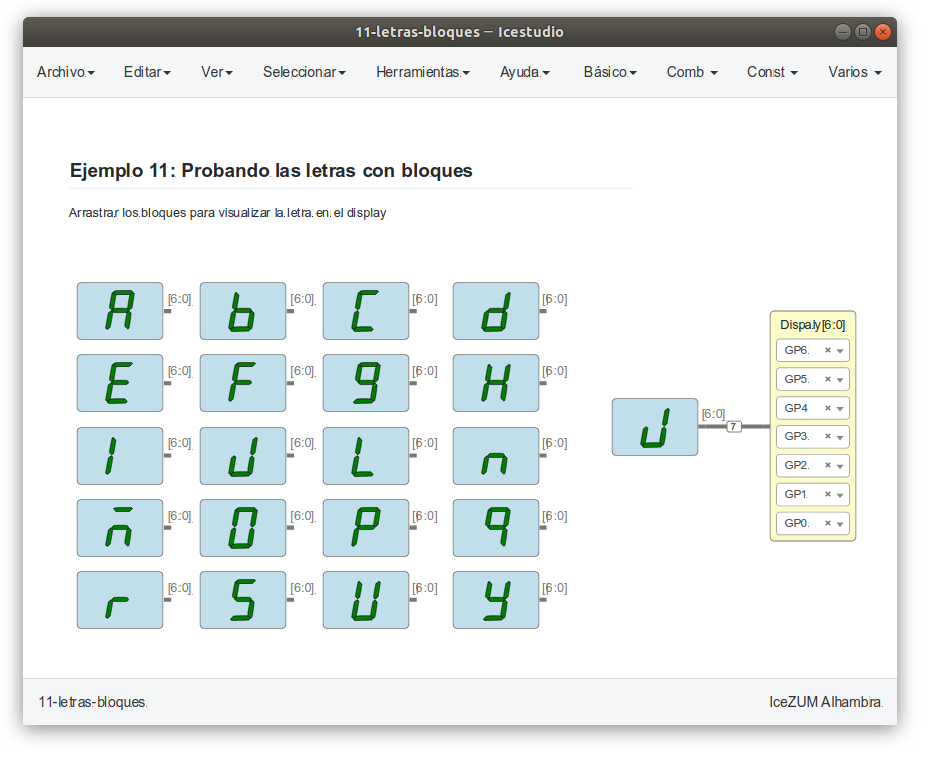 11-letras-bloques – Icestudio
Archivo Editar Ver Seleccionar Herramientas Ayuda Básico Comb Const Varios
Ejemplo 11: Probando las letras con bloques
Arrastrar los bloques para visualizar la letra en el display
A [6:0] b [6:0] C [6:0] d [6:0]
E [6:0] F [6:0] g [6:0] H [6:0]
I [6:0] J [6:0] L [6:0] n [6:0]
ñ [6:0] O [6:0] P [6:0] q [6:0]
r [6:0] S [6:0] U [6:0] y [6:0]
J [6:0] 7
Dispaly[6:0]
GP6
GP5
GP4
GP3
GP2
GP1
GP0
11-letras-bloques
IceZUM Alhambra